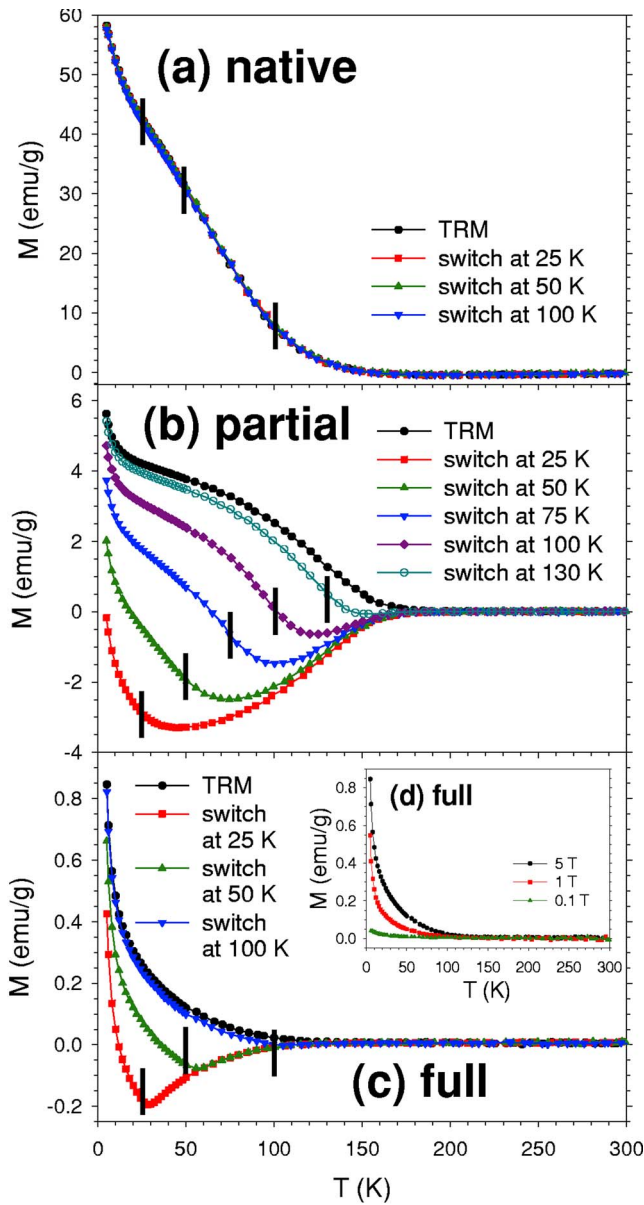 60
(a) native
50
40
M (emu/g)
30
TRM
switch at 25 K
20
switch at 50 K
switch at 100 K
10
0
6
(b) partial
TRM
4
switch at 25 K
switch at 50 K
M (emu/g)
2
switch at 75 K
switch at 100 K
switch at 130 K
0
-2
-4
TRM
switch
at 25 K
switch
at 50 K
switch
at 100 K
0.8
0.6
0.4
M (emu/g)
0.2
0.0
-0.2
(d) full
0.8
0.6
M (emu/g)
0.4
0.2
0.0
5 T
1 T
0.1 T
0 50 100 150 200 250 300
T (K)
(c) full
0 50 100 150 200 250 300
T (K)